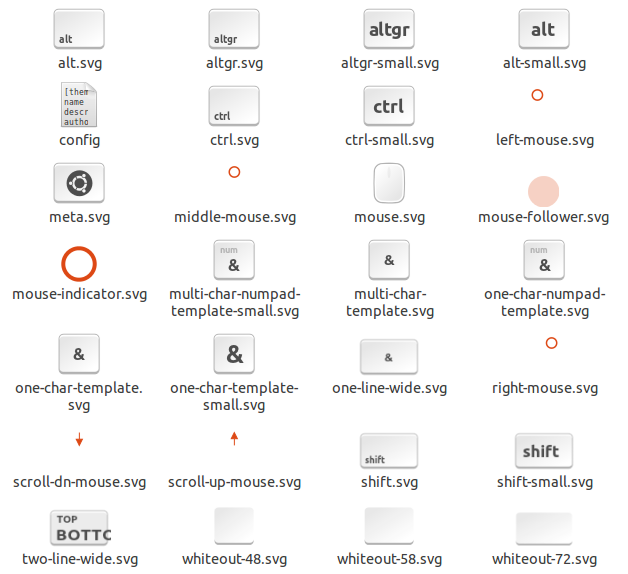 alt
altgr
altgr
alt
alt.svg
altgr.svg
altgr-small.svg
alt-small.svg
[them
name
descr
autho
ctrl
ctrl
config
ctrl.svg
ctrl-small.svg
left-mouse.svg
meta.svg
middle-mouse.svg
mouse.svg
mouse-follower.svg
num
&
&
num
&
mouse-indicator.svg
multi-char-numpad-
template-small.svg
multi-char-
template.svg
one-char-numpad-
template.svg
&
&
&
one-char-template.
svg
one-char-template-
small.svg
one-line-wide.svg
right-mouse.svg
shift
shift
scroll-dn-mouse.svg
scroll-up-mouse.svg
shift.svg
shift-small.svg
TOP
BOTTO
two-line-wide.svg
whiteout-48.svg
whiteout-58.svg
whiteout-72.svg